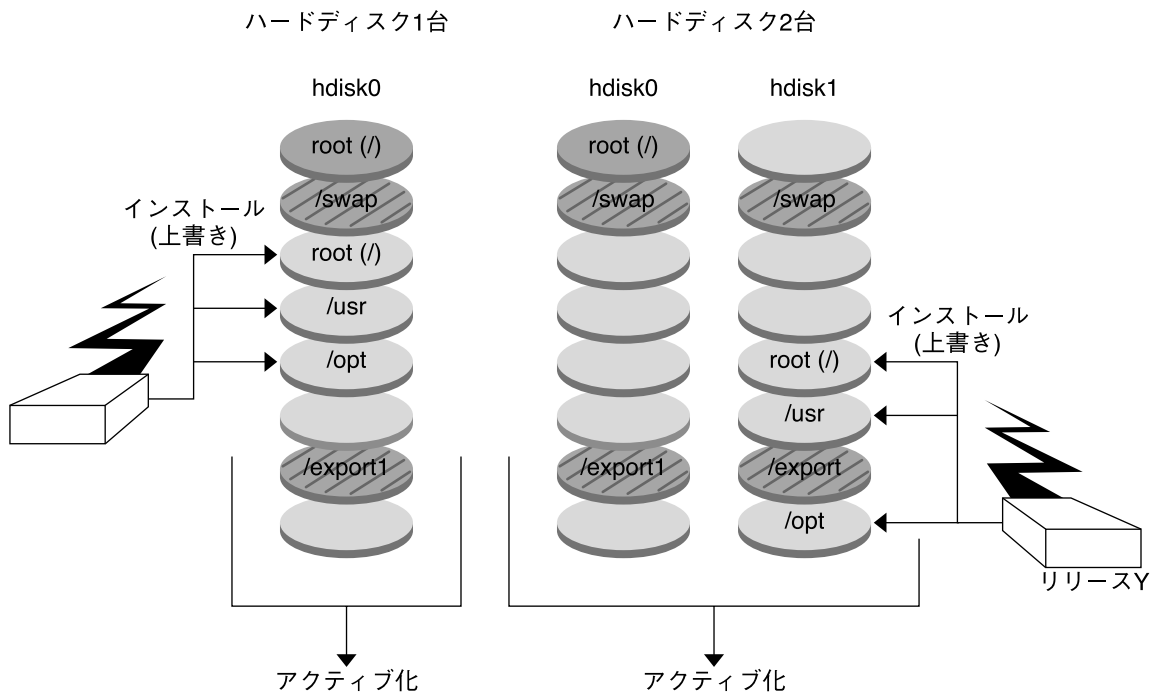 ハードディスク1台
ハードディスク2台
hdisk0
hdisk0
hdisk1
root (/)
/swap
インストール
(上書き)
root (/)
/usr
/opt
/export1
root (/)
/swap
/export1
/swap
root (/)
/usr
/export
/opt
インストール
(上書き)
リリースY
アクティブ化
アクティブ化